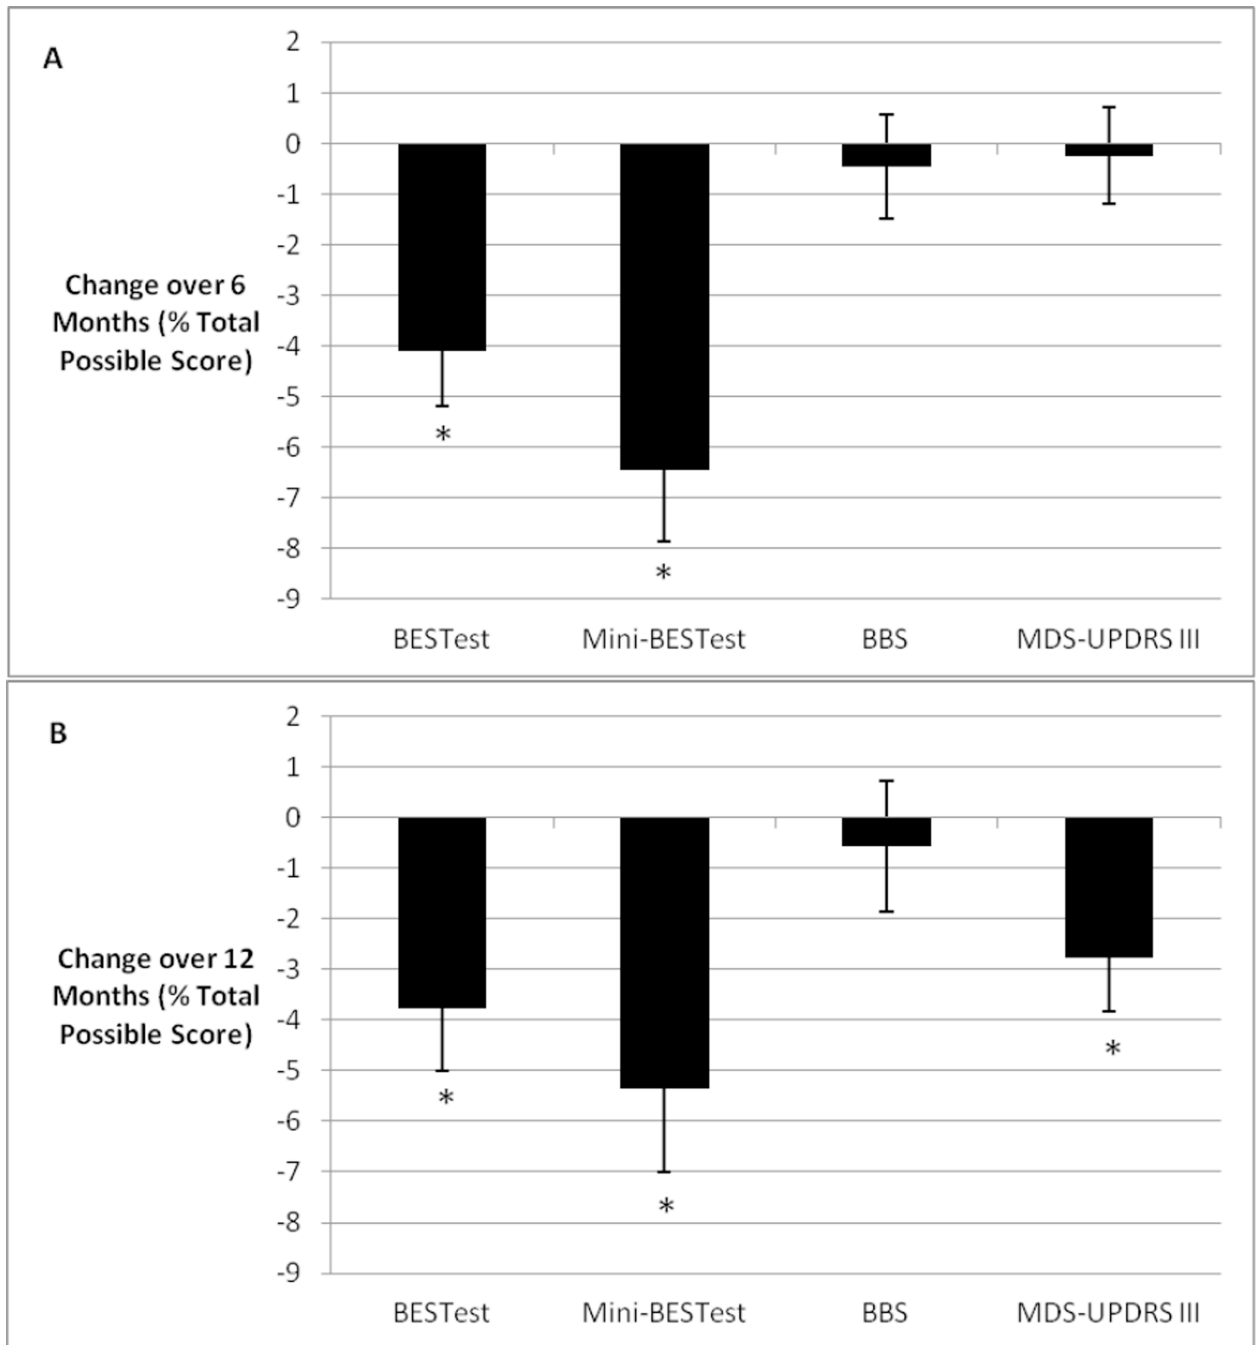 A
2
1
0
-1
-2
-3
-4
-5
-6
-7
-8
-9
Change over 6
Months (% Total
Possible Score)
*
*
BESTest Mini-BESTest BBS MDS-UPDRS III
B
2
1
0
-1
-2
-3
-4
-5
-6
-7
-8
-9
Change over 12
Months (% Total
Possible Score)
*
*
*
BESTest Mini-BESTest BBS MDS-UPDRS III